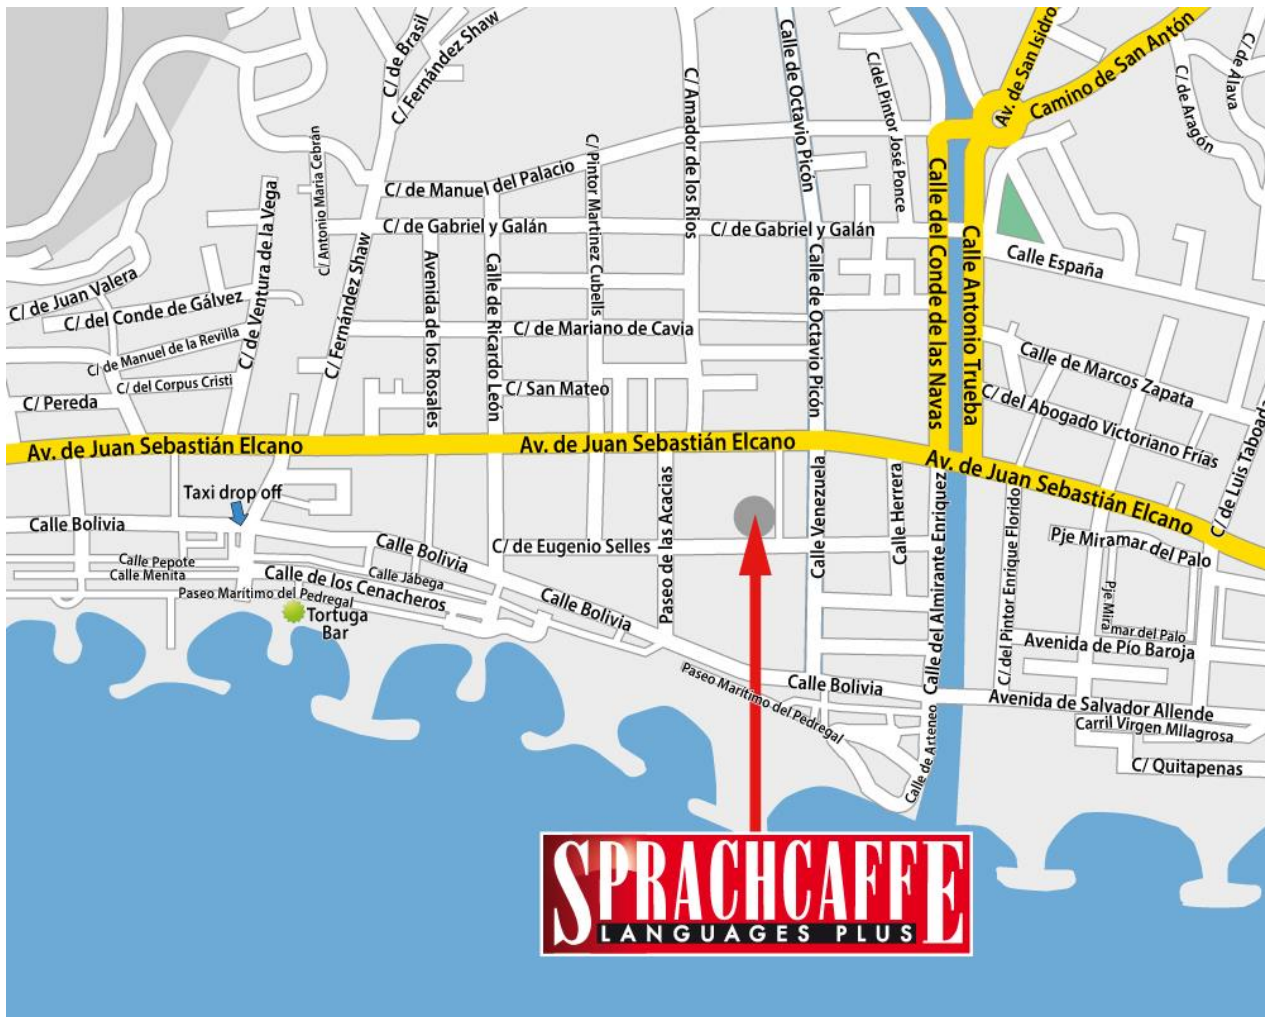 C/ de Brasil
C/ Fernández Shaw
Calle de Octavio Picón
C/del Pintor José Ponce
Av. de San Isidro
Camino de San Antón
C/ de Alava
C/ de Aragón
C/ Amador de los Rios
C/ Antonio Maria Cebrán
C/ Pintor Martinez Cubells
C/ de Manuel del Palacio
C/ de Ventura de la Vega
C/ de Gabriel y Galán
C/ de Gabriel y Galán
Calle del Conde de las Navas
Calle Antonio Trueba
Calle España
C/ de Juan Valera
C/ del Conde de Gálvez
C/ Fernández Shaw
Avenida de los Rosales
Calle de Ricardo León
Calle de Octavio Picón
C/ de Manuel de la Revilla
C/ de Mariano de Cavia
C/ del Corpus Cristi
C/ San Mateo
C/ Pereda
Calle de Marcos Zapata
C/ del Abogado Victoriano Frías
C/ de Luis Taboada
Av. de Juan Sebastián Elcano
Av. de Juan Sebastián Elcano
Av. de Juan Sebastián Elcano
Taxi drop off
Calle Bolivia
Calle Bolivia
C/ de Eugenio Selles
Paseo de las Acacias
Calle Venezuela
Calle Herrera
Calle del Almirante Enriquez
C/del Pintor Enrique Florido
Pje Miramar del Palo
Calle Pepote
Calle Menita
Calle Jábega
Calle de los Cenacheros
Paseo Marítimo del Pedregal
Tortuga
Bar
Calle Bolivia
Pje Mira
mar del Palo
Avenida de Pío Baroja
Paseo Marítimo del Pedregal
Calle Bolivia
Calle de Arteneo
Avenida de Salvador Allende
Carril Virgen MIlagrosa
C/ Quitapenas
SPRACHCAFFE
LANGUAGES PLUS